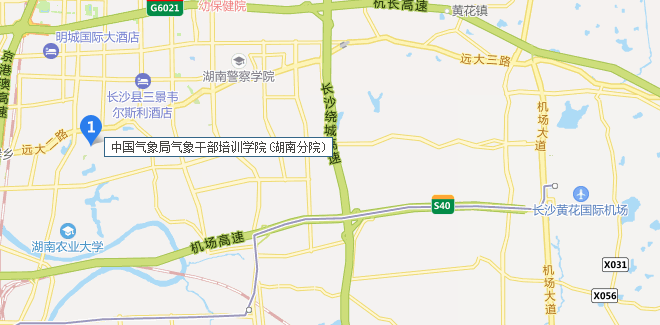 G6021
幼保健院
杭长高速
黄花镇
明城国际大酒店
京港澳高速
湖南警察学院
远大三路
长沙县三景韦
尔斯利酒店
长沙绕城高速
机场大道
1
远大二路
乡
中国气象局气象干部培训学院(湖南分院)
S40
长沙黄花国际机场
湖南农业大学
机场高速
机场大道
X031
X056